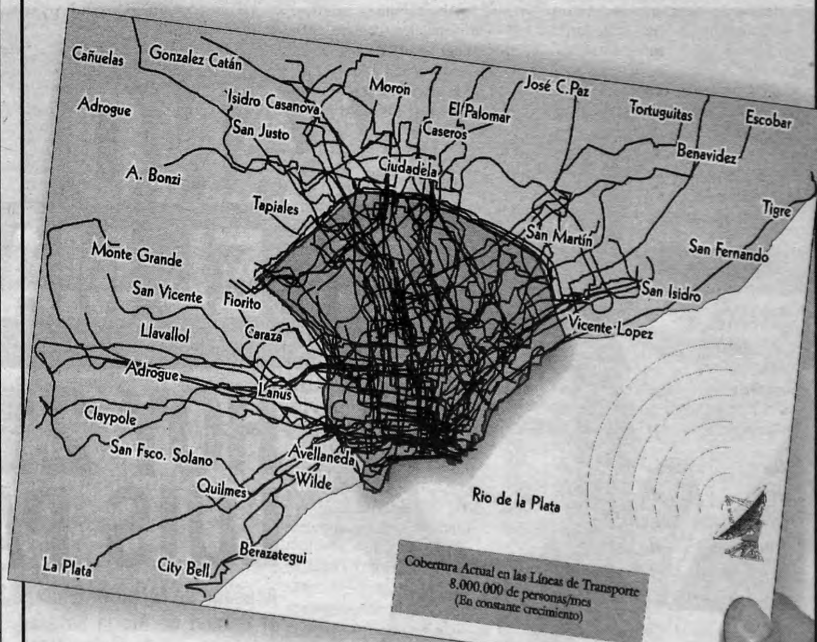 Cañuelas
Gonzalez Catán
Moron
José C.Paz
Isidro Casanova
El Palomar
Tortuguitas
Escobar
Adrogue
San Justo
Caseros
Benavidez
Ciudadela
A. Bonzi
Tapiales
San Martín
Tigre
San Fernando
Monte Grande
San Vicente
Fiorito
San Isidro
Llavallol
Caraza
Vicente Lopez
Adrogue
Lanus
Claypole
San Fsco. Solano
Avellaneda
Quilmes
Wilde
Rio de la Plata
Berazategui
La Plata
City Bell
Cobertura Actual en las Líneas de Transporte
8.000.000 de personas/mes
(En constante crecimiento)